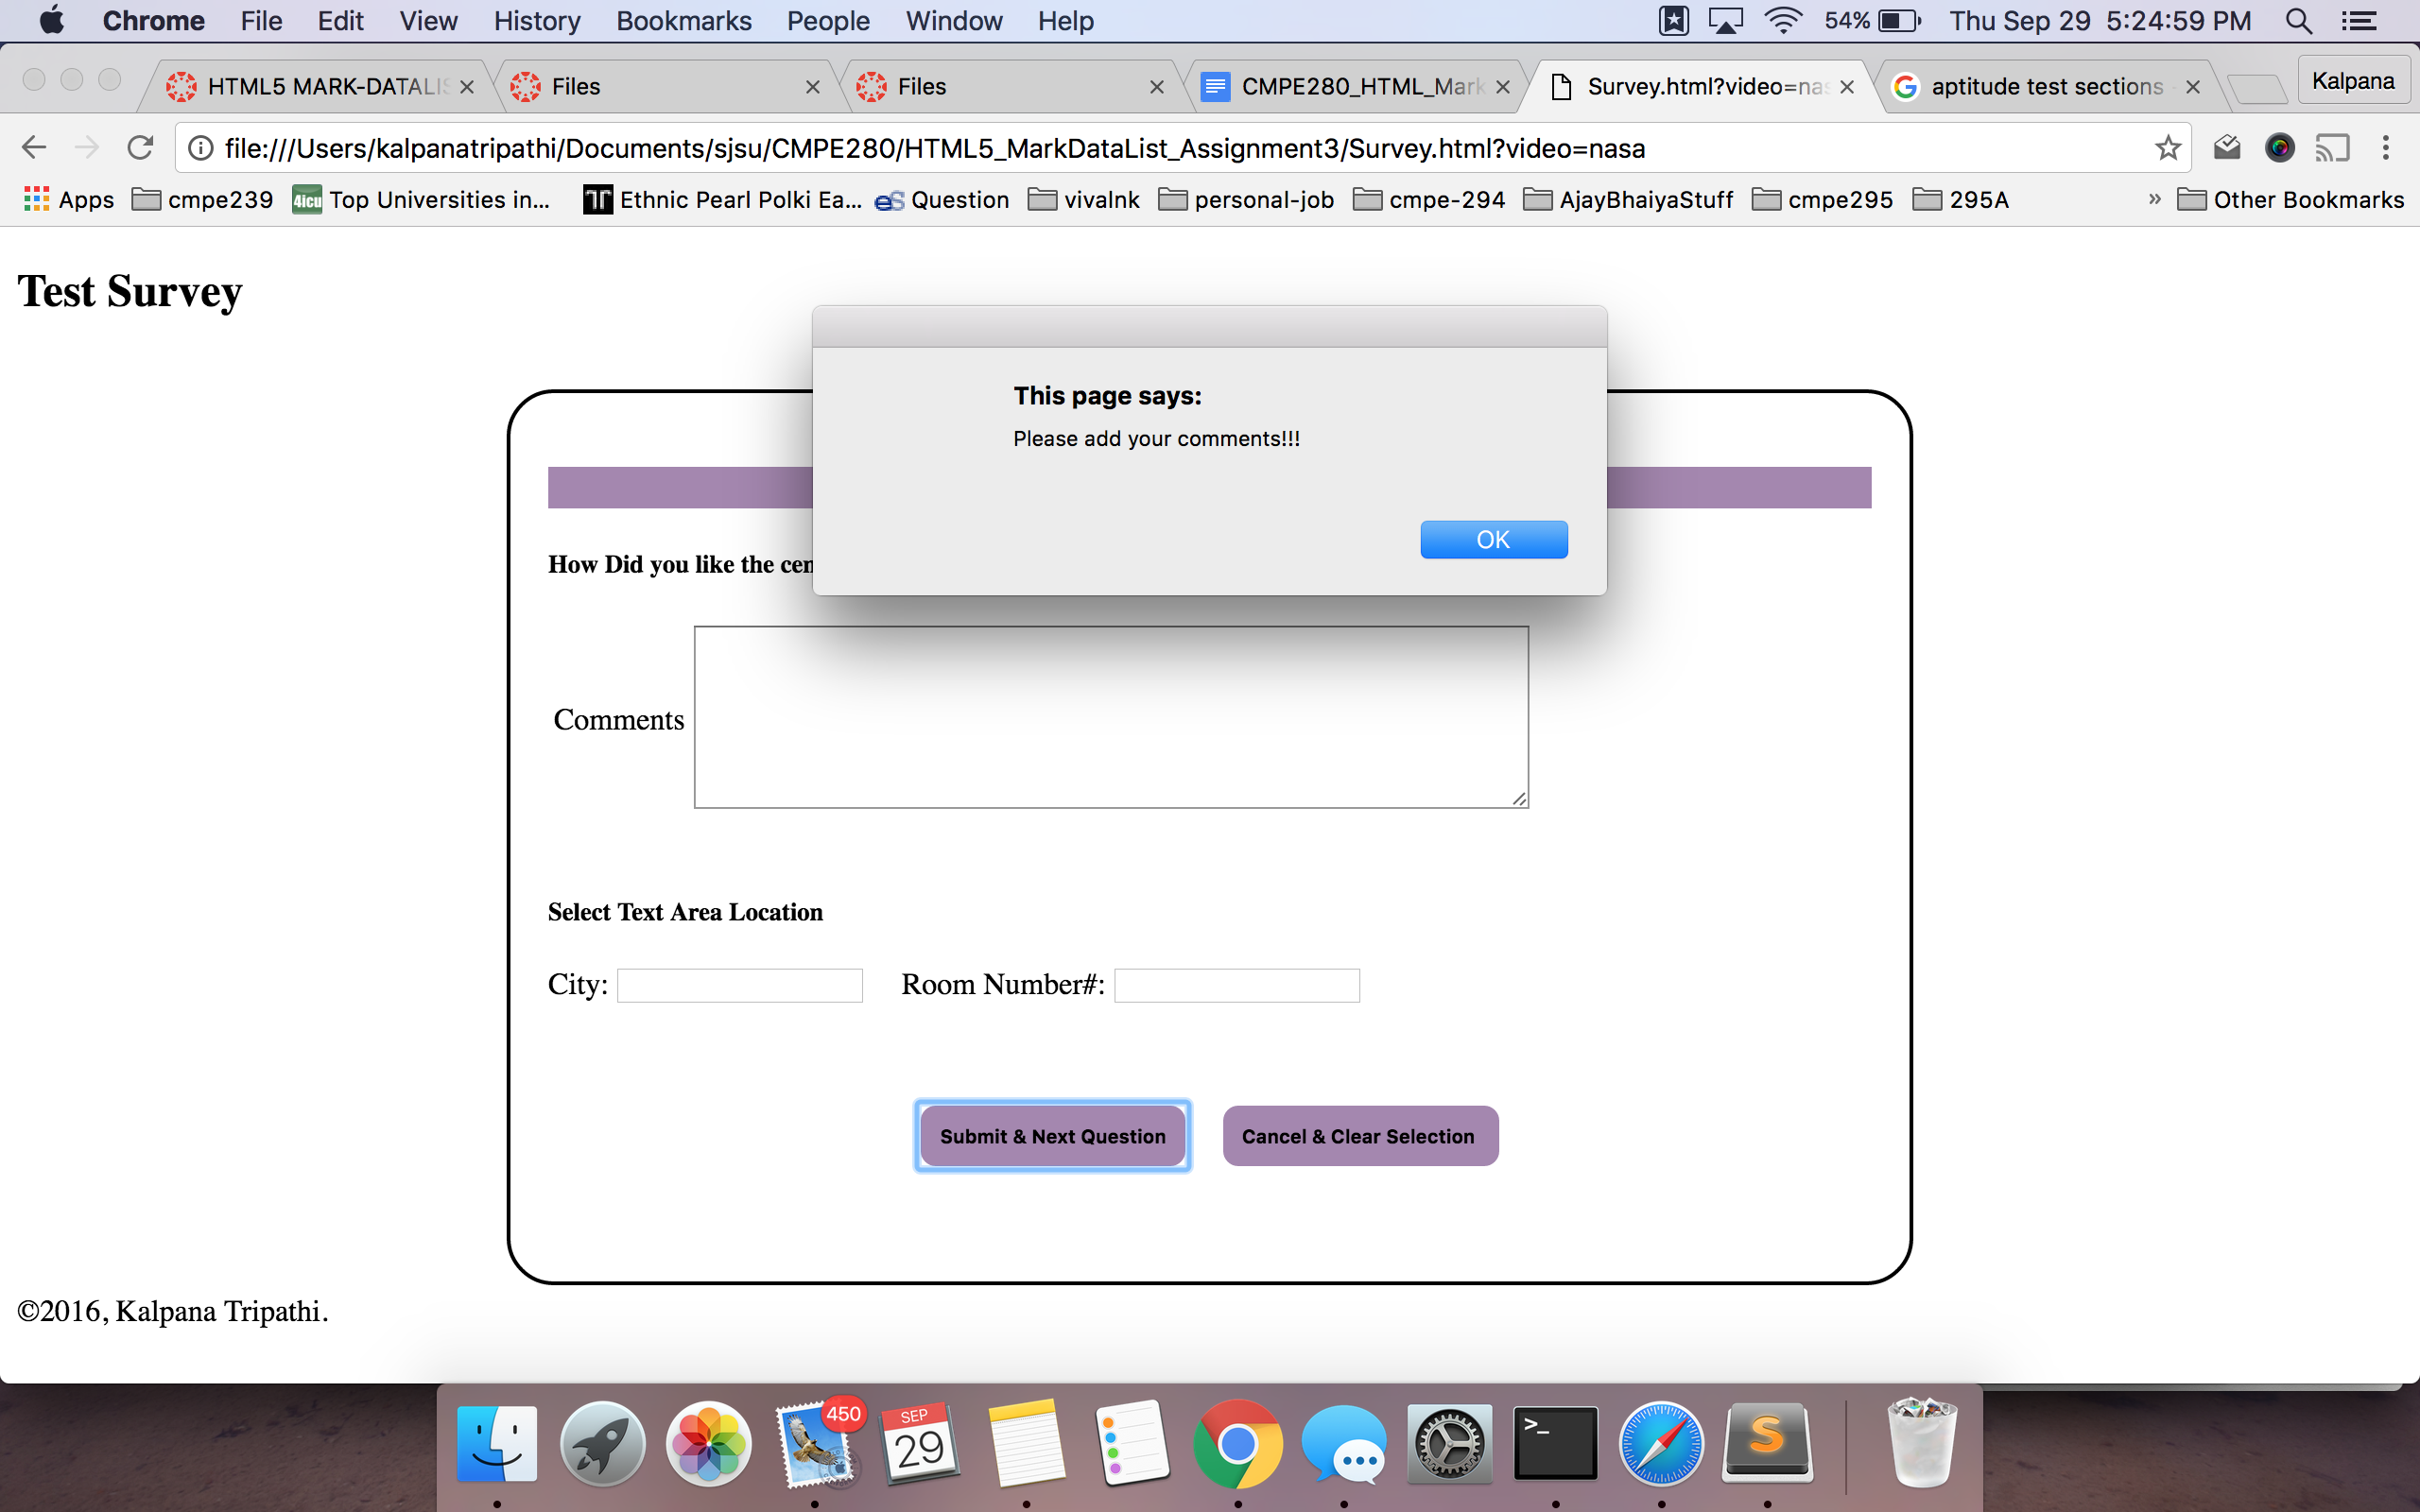 Chrome File Edit View History Bookmarks People Window Help 54% Thu Sep 29 5:24:59 PM
HTML5 MARK-DATALIS Files Files CMPE280_HTML_Mark Survey.html?video=nas aptitude test sections Kalpana
file:///Users/kalpanatripathi/Documents/sjsu/CMPE280/HTML5_MarkDataList_Assignment3/Survey.html?video=nasa
Apps cmpe239 4icu Top Universities in... Ethnic Pearl Polki Ea... eS Question vivalnk personal-job cmpe-294 AjayBhaiyaStuff cmpe295 295A » Other Bookmarks
Test Survey
This page says:
Please add your comments!!!
OK
How Did you like the cen
Comments
Select Text Area Location
City: Room Number#:
Submit & Next Question Cancel & Clear Selection
©2016, Kalpana Tripathi.
450 SEP 29 >_ S